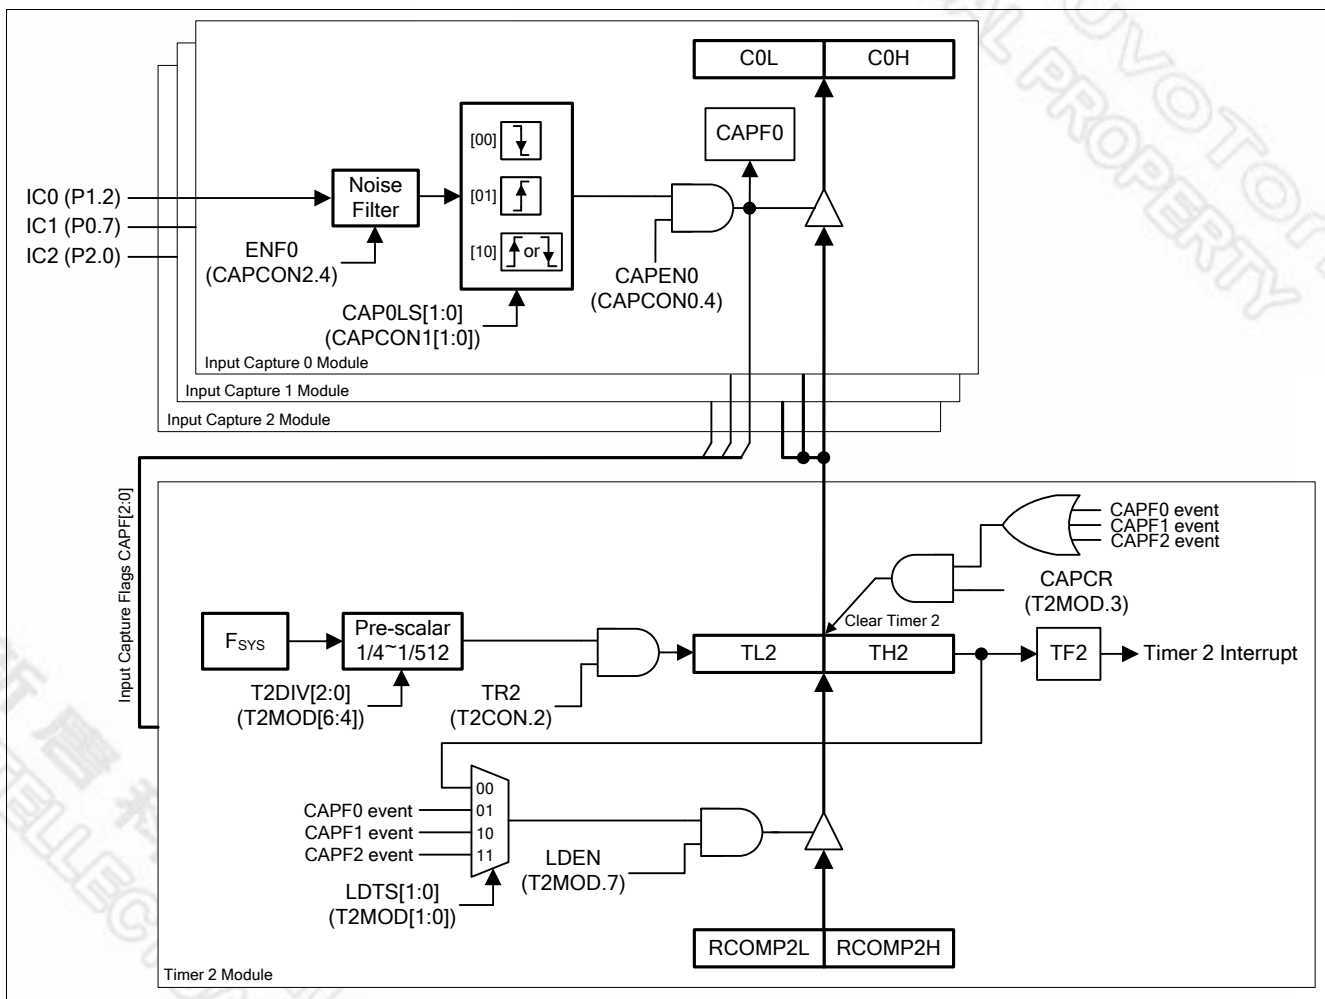 C0L C0H
CAPF0
[00]
[01]
[10] or
Noise
Filter
IC0 (P1.2)
IC1 (P0.7)
IC2 (P2.0)
ENF0
(CAPCON2.4)
CAP0LS[1:0]
(CAPCON1[1:0])
CAPEN0
(CAPCON0.4)
Input Capture 0 Module
Input Capture 1 Module
Input Capture 2 Module
Input Capture Flags CAPF[2:0]
CAPF0 event
CAPF1 event
CAPF2 event
CAPCR
(T2MOD.3)
Clear Timer 2
FSYS
Pre-scalar
1/4~1/512
T2DIV[2:0]
(T2MOD[6:4])
TR2
(T2CON.2)
TL2 TH2
TF2
Timer 2 Interrupt
00
CAPF0 event 01
CAPF1 event 10
CAPF2 event 11
LDTS[1:0]
(T2MOD[1:0])
LDEN
(T2MOD.7)
RCOMP2L RCOMP2H
Timer 2 Module